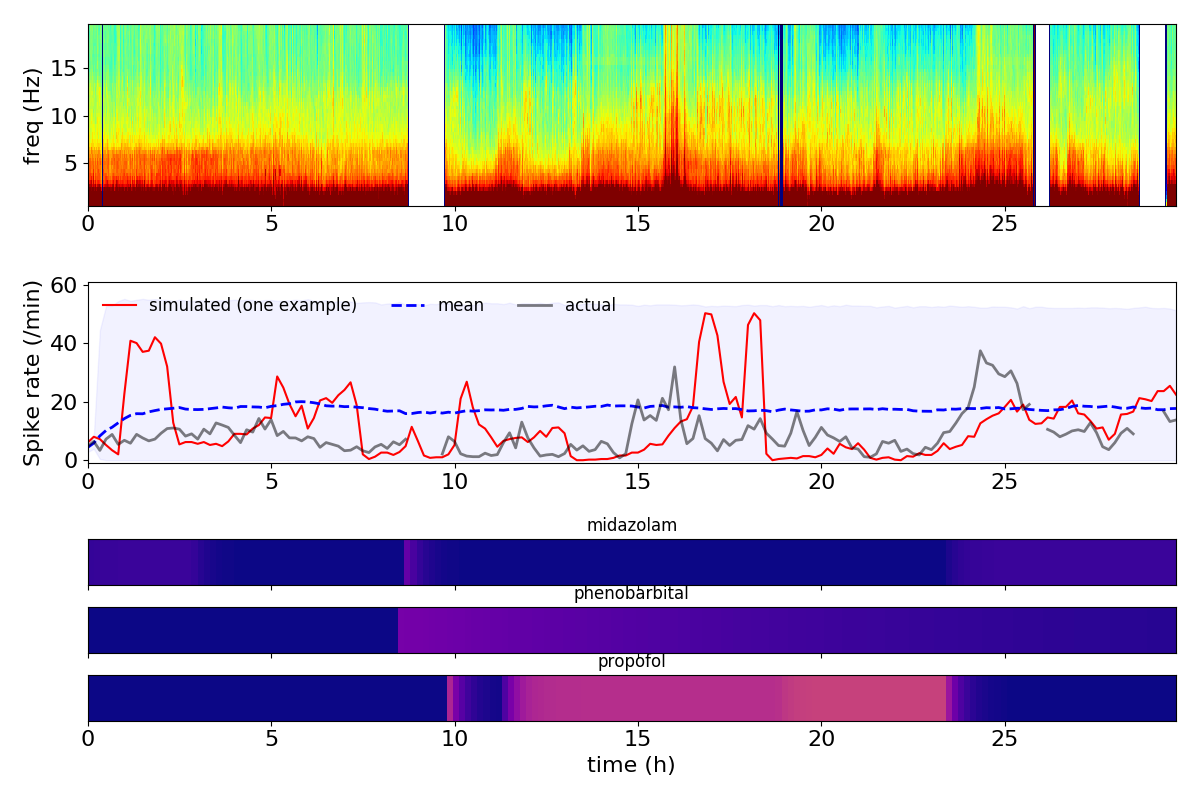 freq (Hz)
15
10
5
0 5 10 15 20 25
Spike rate (/min)
60
40
20
0
simulated (one example) mean actual
0 5 10 15 20 25
midazolam
phenobarbital
propofol
0 5 10 15 20 25
time (h)